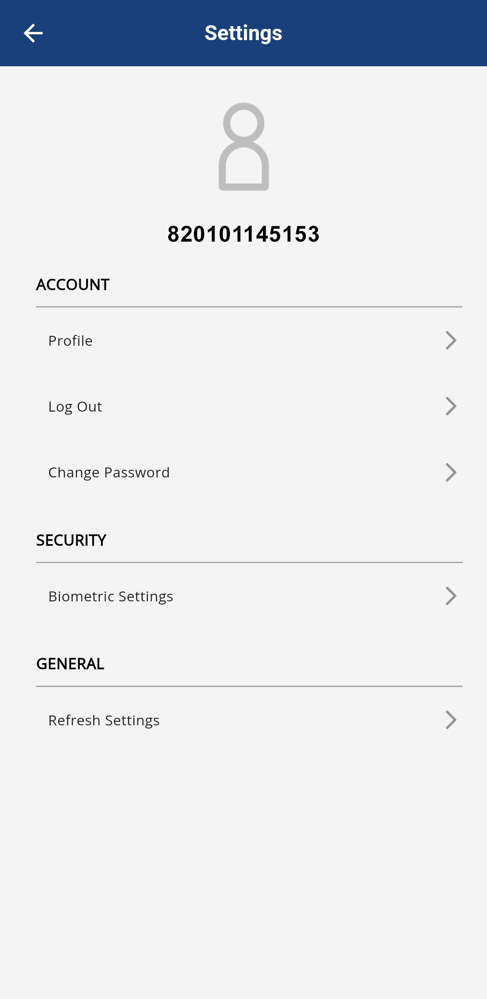 Settings
820101145153
ACCOUNT
Profile
Log Out
Change Password
SECURITY
Biometric Settings
GENERAL
Refresh Settings